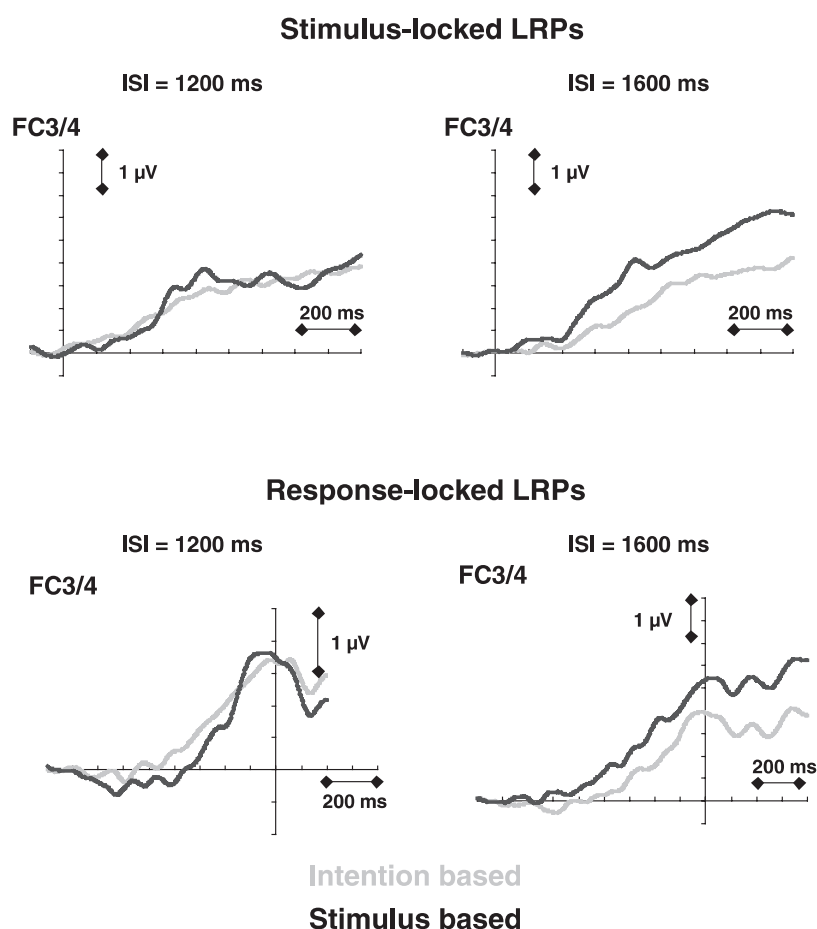 Stimulus-locked LRPs
ISI = 1200 ms
ISI = 1600 ms
FC3/4
FC3/4
1 µV
1 µV
200 ms
200 ms
Response-locked LRPs
ISI = 1200 ms
ISI = 1600 ms
FC3/4
FC3/4
1 µV
1 µV
200 ms
200 ms
Intention based
Stimulus based